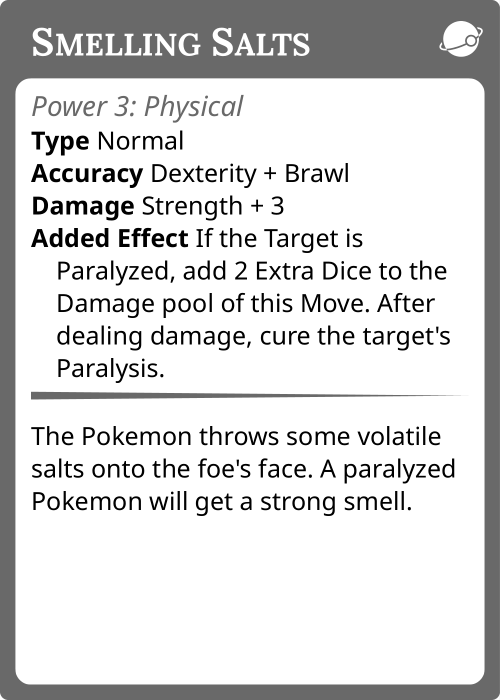 Smelling Salts
Power 3: Physical
Type Normal
Accuracy Dexterity + Brawl
Damage Strength + 3
Added Effect If the Target is
Paralyzed, add 2 Extra Dice to the
Damage pool of this Move. After
dealing damage, cure the target's
Paralysis.
The Pokemon throws some volatile
salts onto the foe's face. A paralyzed
Pokemon will get a strong smell.